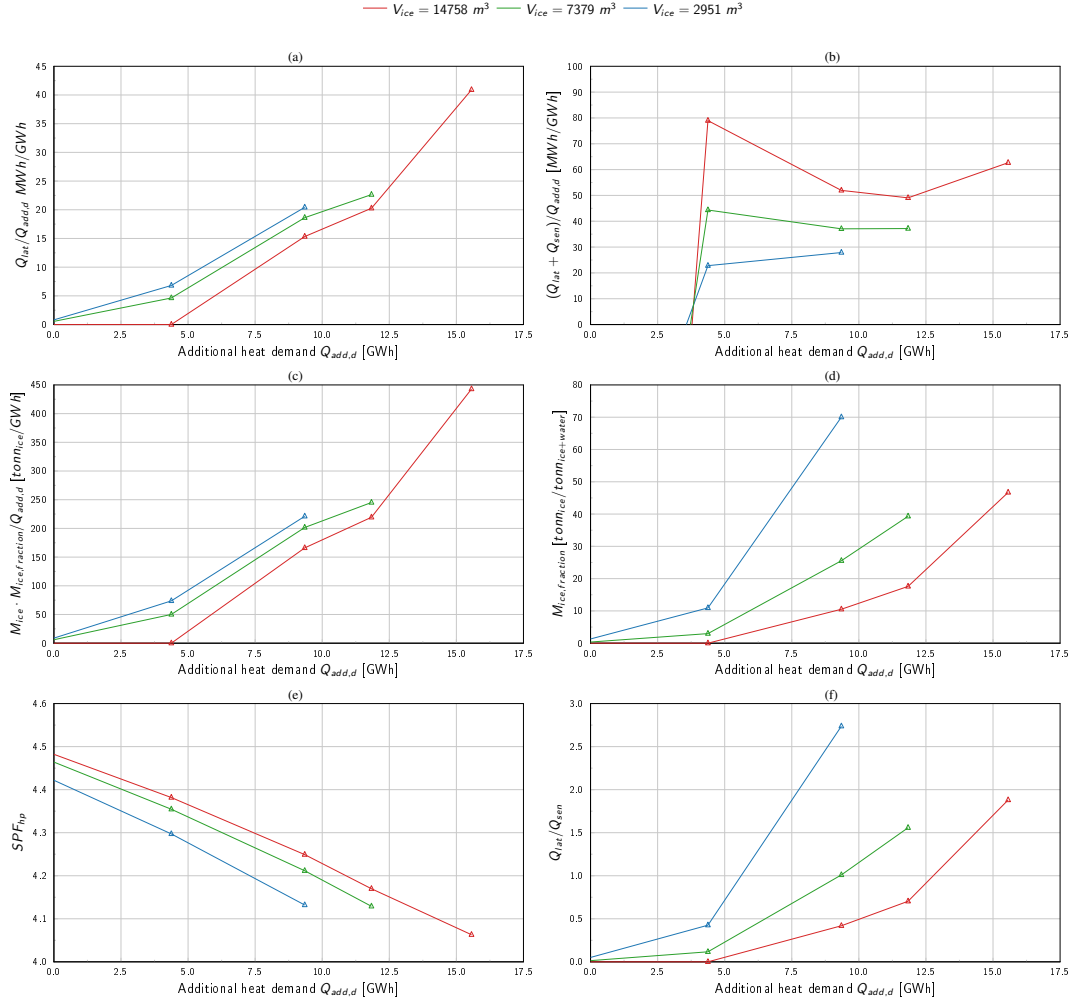 V_ice = 14758 m³ V_ice = 7379 m³ V_ice = 2951 m³
(a)
Q_lat/Q_add,d MWh/GWh
45
40
35
30
25
20
15
10
5
0
0.0 2.5 5.0 7.5 10.0 12.5 15.0 17.5
Additional heat demand Q_add,d [GWh]
(b)
(Q_lat + Q_sen)/Q_add,d [MWh/GWh]
100
90
80
70
60
50
40
30
20
10
0
0.0 2.5 5.0 7.5 10.0 12.5 15.0 17.5
Additional heat demand Q_add,d [GWh]
(c)
M_ice · M_ice,fraction/Q_add,d [tonn_ice/GWh]
450
400
350
300
250
200
150
100
50
0
0.0 2.5 5.0 7.5 10.0 12.5 15.0 17.5
Additional heat demand Q_add,d [GWh]
(d)
M_ice,fraction [tonn_ice/tonn_ice+water]
80
70
60
50
40
30
20
10
0
0.0 2.5 5.0 7.5 10.0 12.5 15.0 17.5
Additional heat demand Q_add,d [GWh]
(e)
SPF_hp
4.6
4.5
4.4
4.3
4.2
4.1
4.0
0.0 2.5 5.0 7.5 10.0 12.5 15.0 17.5
Additional heat demand Q_add,d [GWh]
(f)
Q_lat/Q_sen
3.0
2.5
2.0
1.5
1.0
0.5
0.0
0.0 2.5 5.0 7.5 10.0 12.5 15.0 17.5
Additional heat demand Q_add,d [GWh]